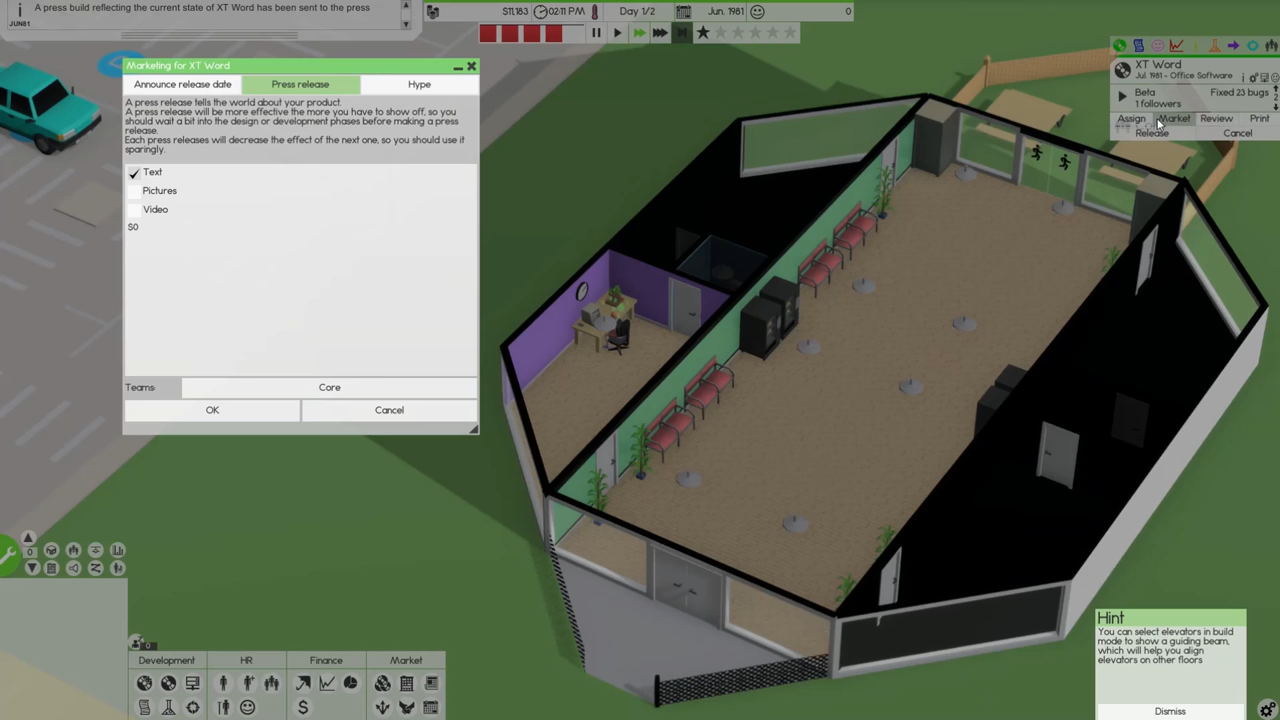 A press build reflecting the current state of XT Word has been sent to the press
JUN81
$11,183
02:11 PM
Day 1/2
Jun. 1981
0
Marketing for XT Word
Announce release date
Press release
Hype
A press release tells the world about your product.
A press release will be more effective the more you have to show off, so
you should wait a bit into the design or development phases before making a press
release.
Each press releases will decrease the effect of the next one, so you should use it
sparingly.
Text
Pictures
Video
$0
Teams:
Core
OK
Cancel
XT Word
Jul. 1981 - Office Software
Beta
Fixed 23 bugs
1 followers
2
Assign
Market
Review
Print
Release
Cancel
0
0
Development
HR
Finance
Market
Hint
You can select elevators in build
mode to show a guiding beam,
which will help you align
elevators on other floors
Dismiss